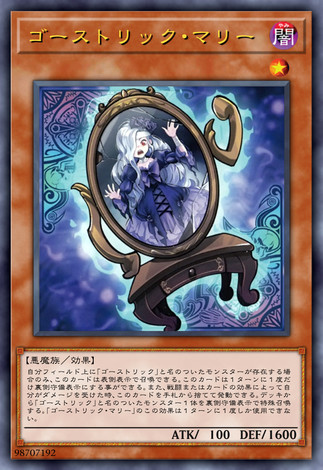 ゴーストリック・マリー
やみ
闇
【悪魔族／効果】
自分フィールド上に「ゴーストリック」と名のついたモンスターが存在する場
合のみ、このカードは表側表示で召喚できる。このカードは１ターンに１度だ
け裏側守備表示にする事ができる。また、戦闘またはカードの効果によって自
分がダメージを受けた時、このカードを手札から捨てて発動できる。デッキか
ら「ゴーストリック」と名のついたモンスター１体を裏側守備表示で特殊召喚
する。「ゴーストリック・マリー」のこの効果は１ターンに１度しか使用できな
い。
ATK/ 100 DEF/1600
98707192